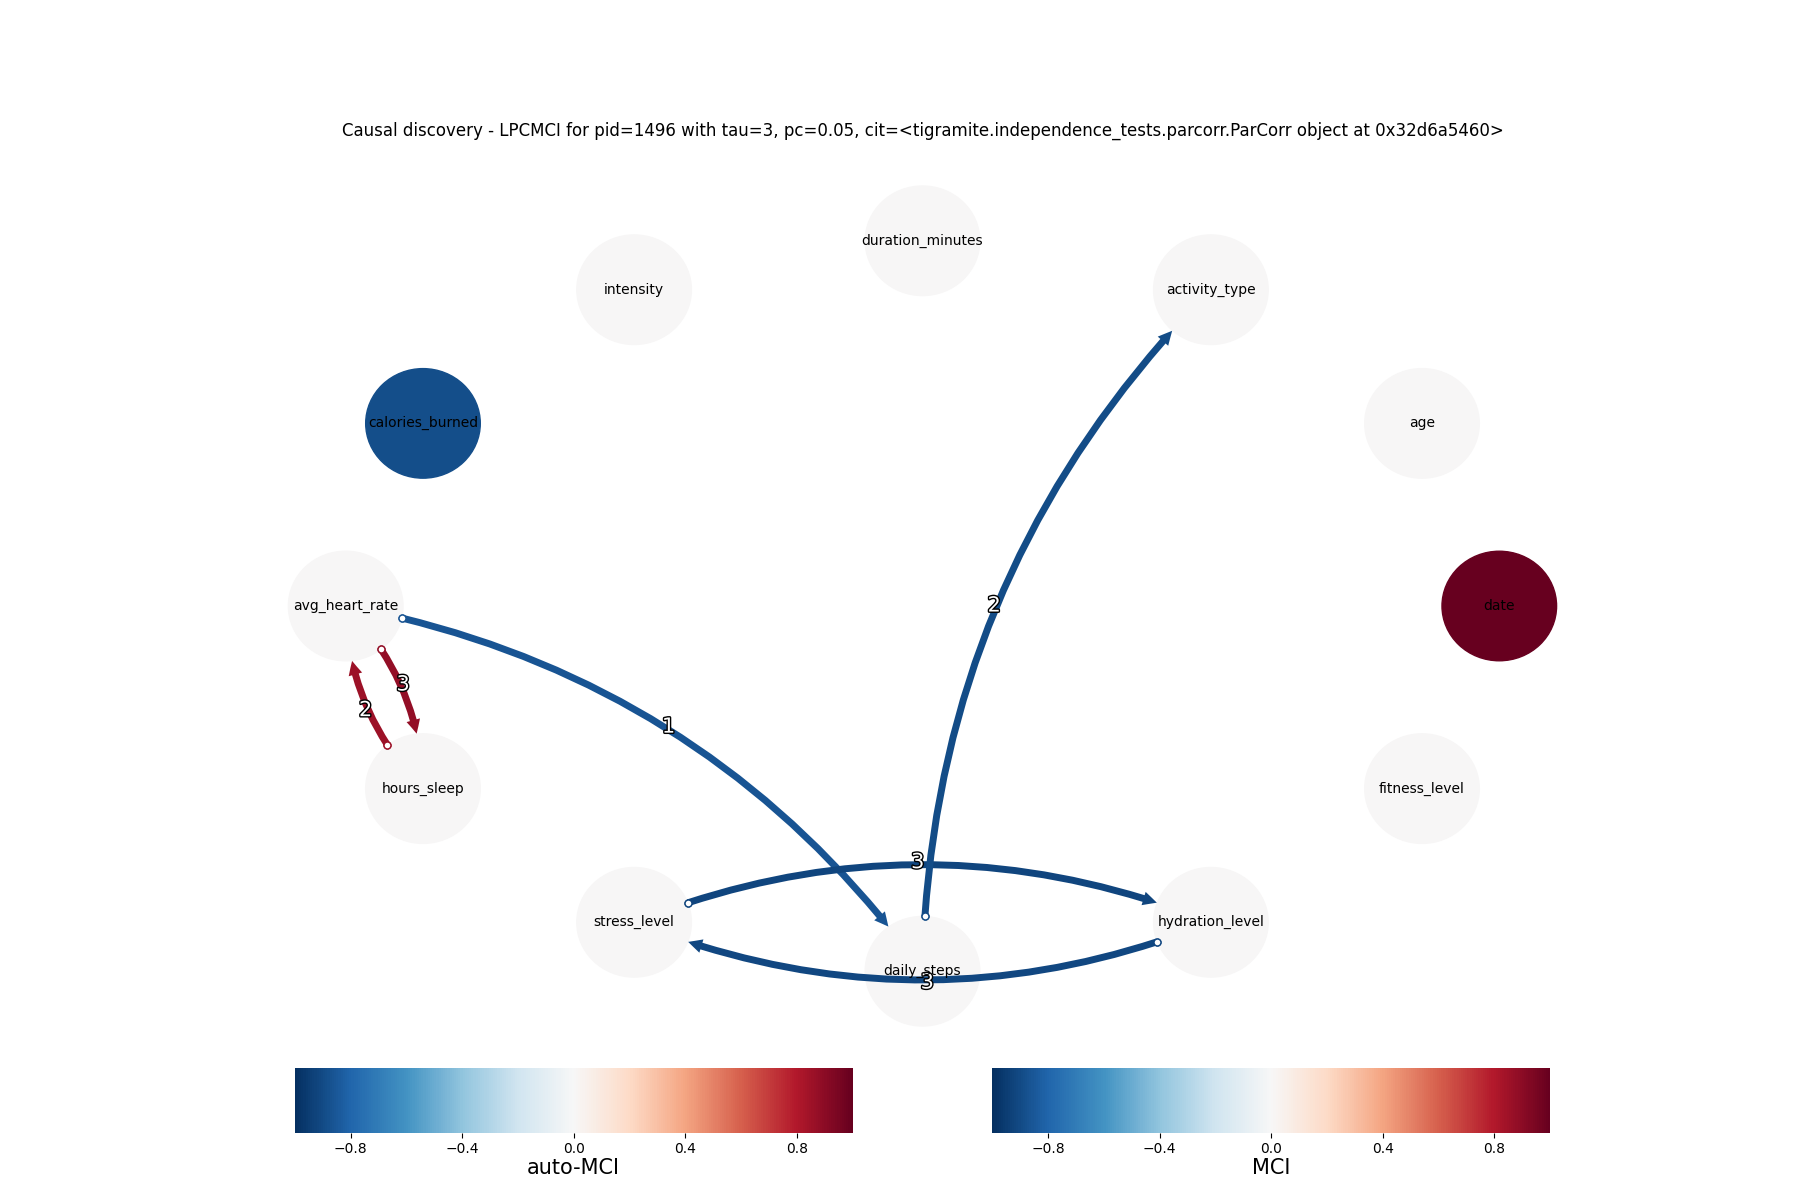 Causal discovery - LPCMCI for pid=1496 with tau=3, pc=0.05, cit=<tigramite.independence_tests.parcorr.ParCorr object at 0x32d6a5460>
duration_minutes
intensity
activity_type
calories_burned
age
avg_heart_rate
date
2
3
2
1
hours_sleep
fitness_level
3
stress_level
hydration_level
daily_steps
3
−0.8 −0.4 0.0 0.4 0.8
auto-MCI
−0.8 −0.4 0.0 0.4 0.8
MCI